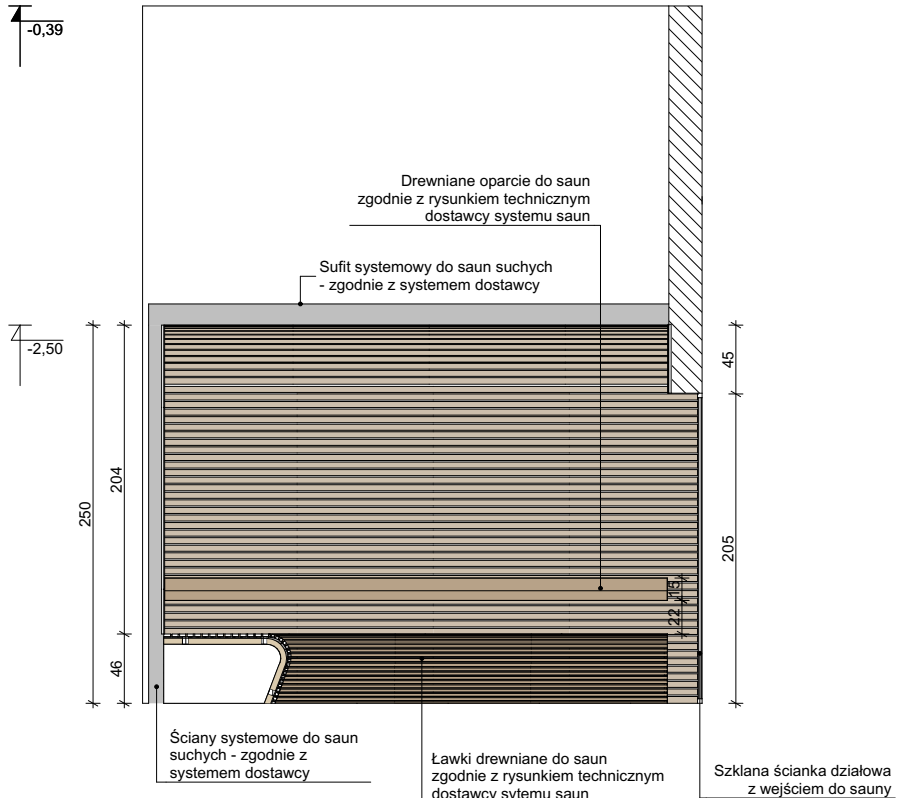 -0,39
Drewniane oparcie do saun
zgodnie z rysunkiem technicznym
dostawcy systemu saun
Sufit systemowy do saun suchych
- zgodnie z systemem dostawcy
-2,50
45
204
250
205
15
22
46
Ściany systemowe do saun
suchych - zgodnie z
systemem dostawcy
Ławki drewniane do saun
zgodnie z rysunkiem technicznym
dostawcy sytemu saun
Szklana ścianka działowa
z wejściem do sauny